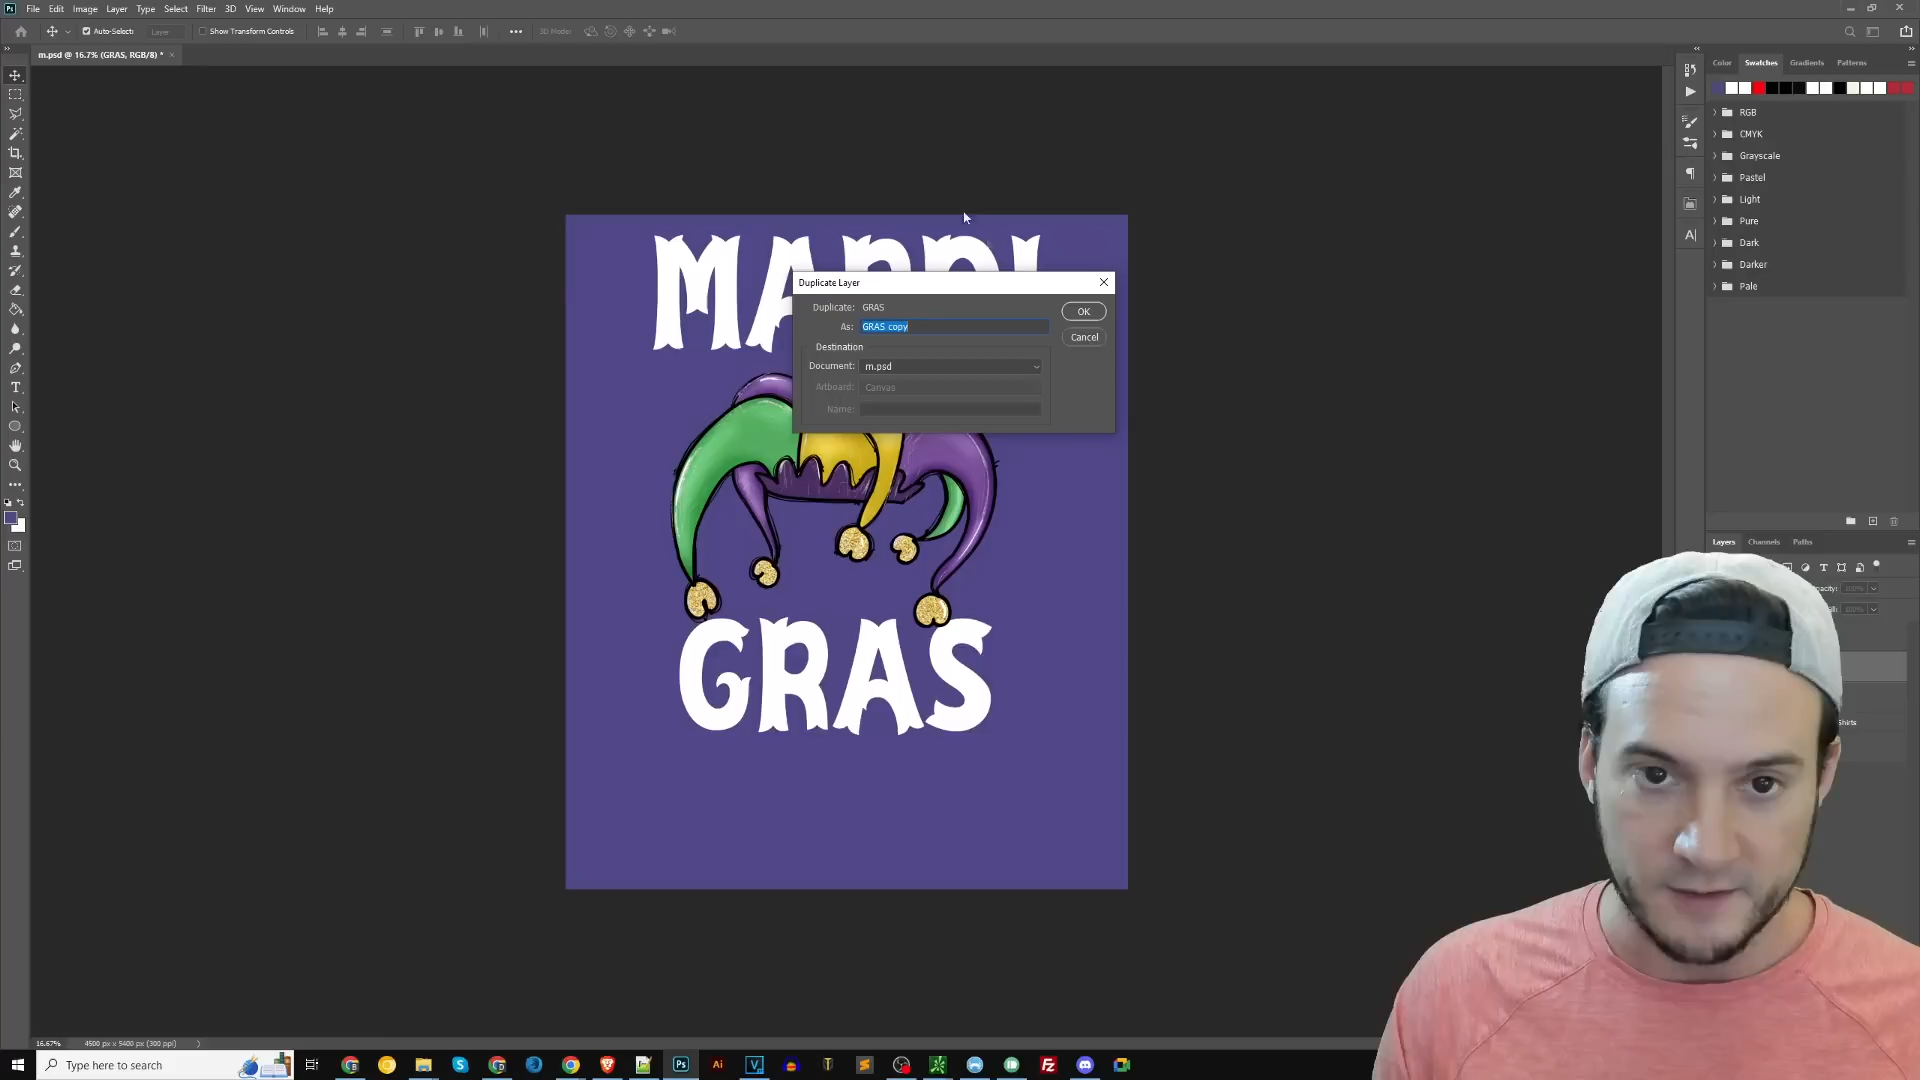 Ps File Edit Image Layer Type Select Filter 3D View Window Help
Auto-Select: Layer Show Transform Controls 3D Mode:
m.psd @ 16.7% (GRAS, RGB/8) *
Color Swatches Gradients Patterns
RGB
CMYK
Grayscale
Pastel
Light
Pure
Dark
Darker
Pale
MARDI
Duplicate Layer
Duplicate: GRAS
As: GRAS copy
Destination
Document: m.psd
Artboard: Canvas
Name:
OK
Cancel
GRAS
Layers Channels Paths
100%
100%
16.67% 4500 px x 5400 px (300 ppi)
Type here to search